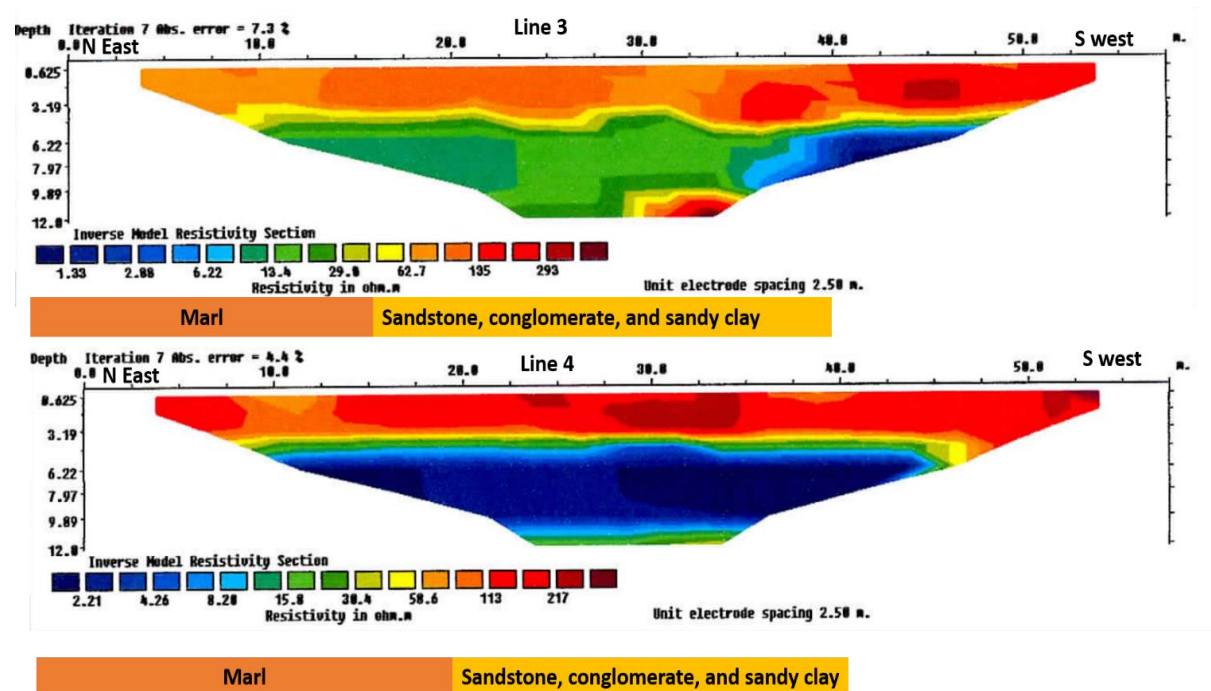 Line 3
Depth Iteration 7 Abs. error = 7.3 %
0.0 N East 10.0 20.0 30.0 40.0 50.0 S west m.
0.625
3.19
6.22
7.97
9.89
12.0
Inverse Model Resistivity Section
1.33 2.88 6.22 13.4 29.0 62.7 135 293
Resistivity in ohm.m Unit electrode spacing 2.50 m.
Marl Sandstone, conglomerate, and sandy clay
Depth Iteration 7 Abs. error = 4.4 % Line 4 S west
0.0 N East 10.0 20.0 30.0 40.0 50.0 m.
0.625
3.19
6.22
7.97
9.89
12.0
Inverse Model Resistivity Section
2.21 4.26 8.20 15.8 30.4 58.6 113 217
Resistivity in ohm.m Unit electrode spacing 2.50 m.
Marl Sandstone, conglomerate, and sandy clay